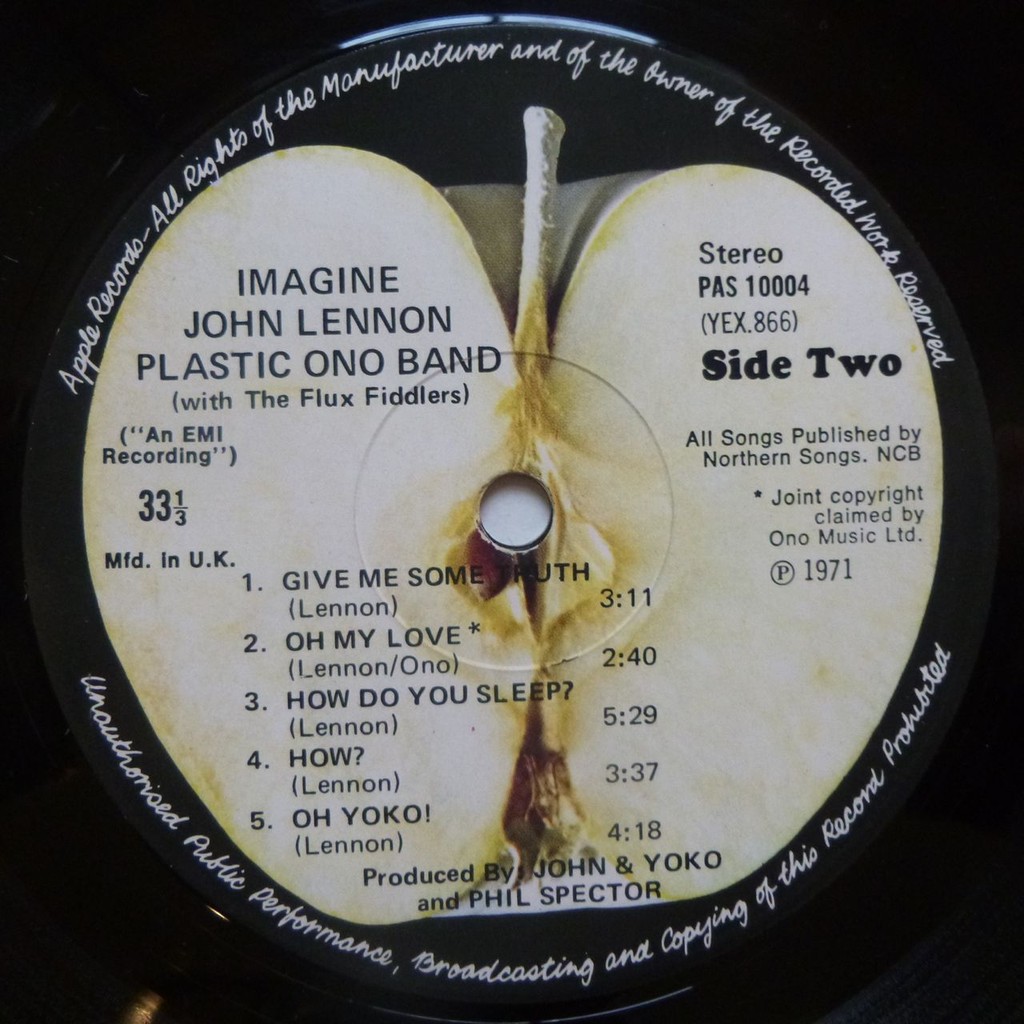 Apple Records-All Rights of the Manufacturer and of the Owner of the Recorded Work Reserved
IMAGINE
JOHN LENNON
PLASTIC ONO BAND
(with The Flux Fiddlers)
(“An EMI
Recording”)
33⅓
Mfd. in U.K.
Stereo
PAS 10004
(YEX.866)
Side Two
All Songs Published by
Northern Songs. NCB
* Joint copyright
claimed by
Ono Music Ltd.
Ⓟ 1971
1. GIVE ME SOME TRUTH
(Lennon) 3:11
2. OH MY LOVE *
(Lennon/Ono) 2:40
3. HOW DO YOU SLEEP?
(Lennon) 5:29
4. HOW?
(Lennon) 3:37
5. OH YOKO!
(Lennon) 4:18
Produced By: JOHN & YOKO
and PHIL SPECTOR
Unauthorised Public Performance, Broadcasting and Copying of this Record Prohibited